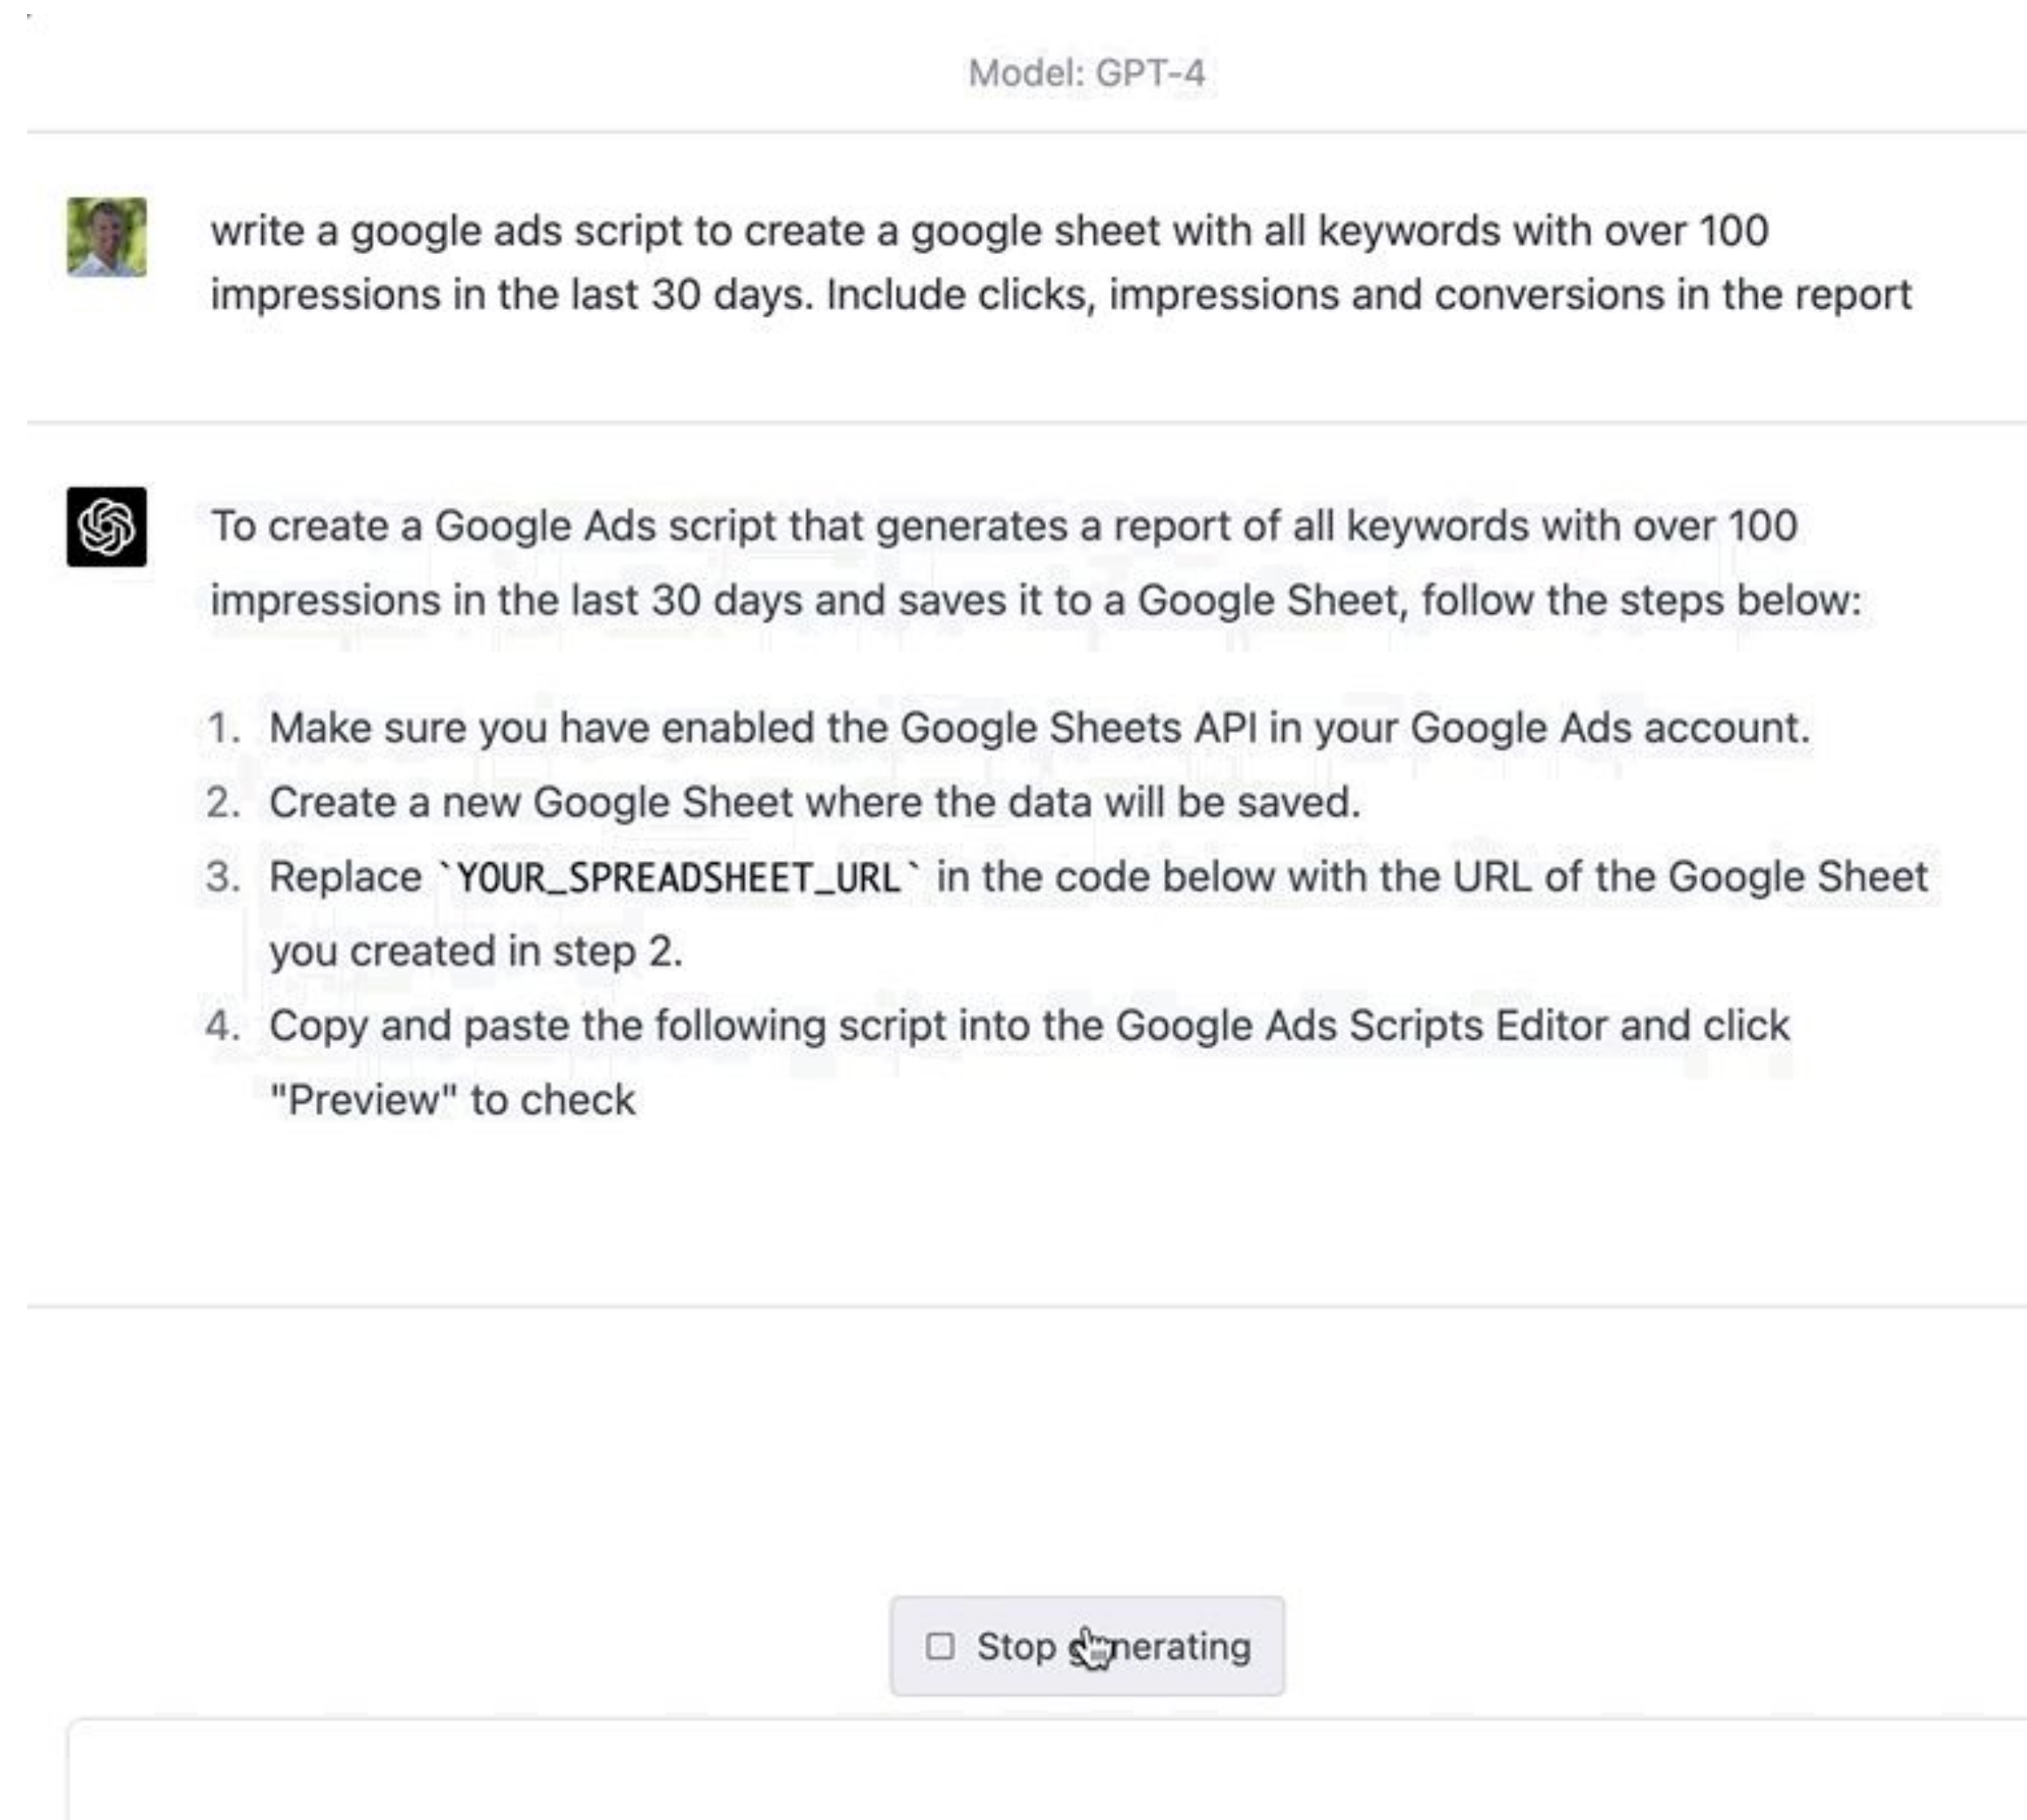 Model: GPT-4
write a google ads script to create a google sheet with all keywords with over 100
impressions in the last 30 days. Include clicks, impressions and conversions in the report
To create a Google Ads script that generates a report of all keywords with over 100
impressions in the last 30 days and saves it to a Google Sheet, follow the steps below:
1. Make sure you have enabled the Google Sheets API in your Google Ads account.
2. Create a new Google Sheet where the data will be saved.
3. Replace `YOUR_SPREADSHEET_URL` in the code below with the URL of the Google Sheet
you created in step 2.
4. Copy and paste the following script into the Google Ads Scripts Editor and click
"Preview" to check
Stop generating